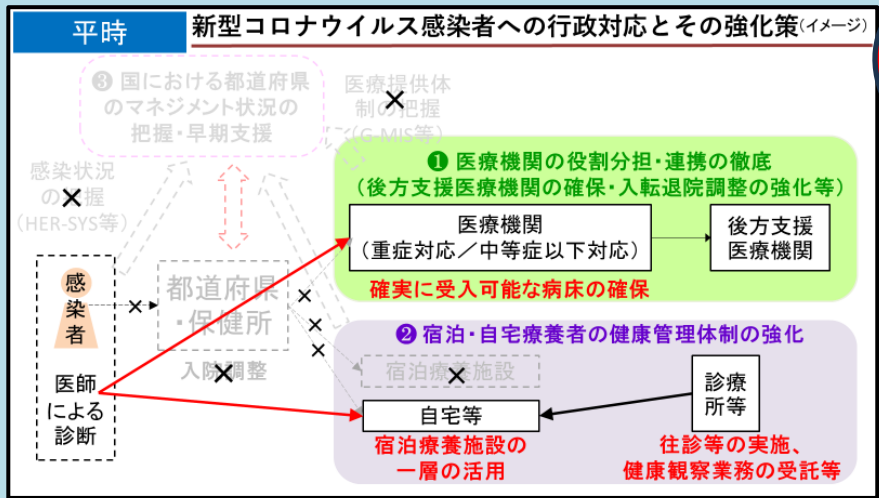 平時
新型コロナウイルス感染者への行政対応とその強化策(イメージ)
❸ 国における都道府県
のマネジメント状況の
把握・早期支援
医療提供体
制の把握
(G-MIS等)
感染状況
の 握
(HER-SYS等)
❶ 医療機関の役割分担・連携の徹底
(後方支援医療機関の確保・入転退院調整の強化等)
医療機関
(重症対応/中等症以下対応)
後方支援
医療機関
確実に受入可能な病床の確保
感
染
者
医師
による
診断
都道府県
・保健所
入院調整
❷ 宿泊・自宅療養者の健康管理体制の強化
宿泊療養施設
自宅等
宿泊療養施設の
一層の活用
診療
所等
往診等の実施、
健康観察業務の受託等